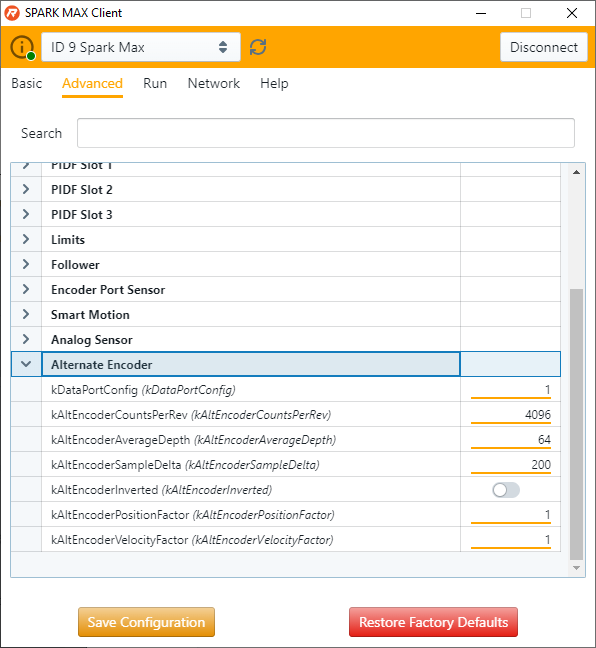 SPARK MAX Client
ID 9 Spark Max
Disconnect
Basic Advanced Run Network Help
Search
PIDF Slot 1
PIDF Slot 2
PIDF Slot 3
Limits
Follower
Encoder Port Sensor
Smart Motion
Analog Sensor
Alternate Encoder
kDataPortConfig (kDataPortConfig) 1
kAltEncoderCountsPerRev (kAltEncoderCountsPerRev) 4096
kAltEncoderAverageDepth (kAltEncoderAverageDepth) 64
kAltEncoderSampleDelta (kAltEncoderSampleDelta) 200
kAltEncoderInverted (kAltEncoderInverted)
kAltEncoderPositionFactor (kAltEncoderPositionFactor) 1
kAltEncoderVelocityFactor (kAltEncoderVelocityFactor) 1
Save Configuration
Restore Factory Defaults